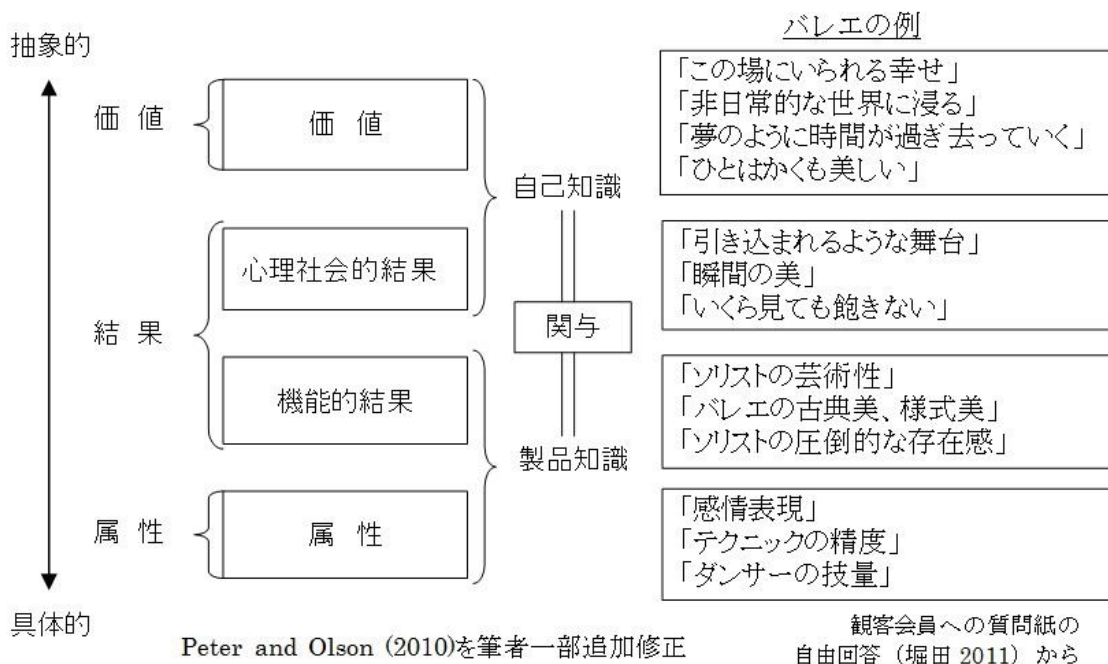 バレエの例
抽象的
価 値
価 値
「この場にいられる幸せ」
「非日常的な世界に浸る」
「夢のように時間が過ぎ去っていく」
「ひとはかくも美しい」
自己知識
結 果
心理社会的結果
「引き込まれるような舞台」
「瞬間の美」
「いくら見ても飽きない」
関与
機能的結果
「ソリストの芸術性」
「バレエの古典美、様式美」
「ソリストの圧倒的な存在感」
製品知識
属 性
属 性
「感情表現」
「テクニックの精度」
「ダンサーの技量」
具体的
Peter and Olson (2010)を筆者一部追加修正
観客会員への質問紙の
自由回答（堀田 2011）から